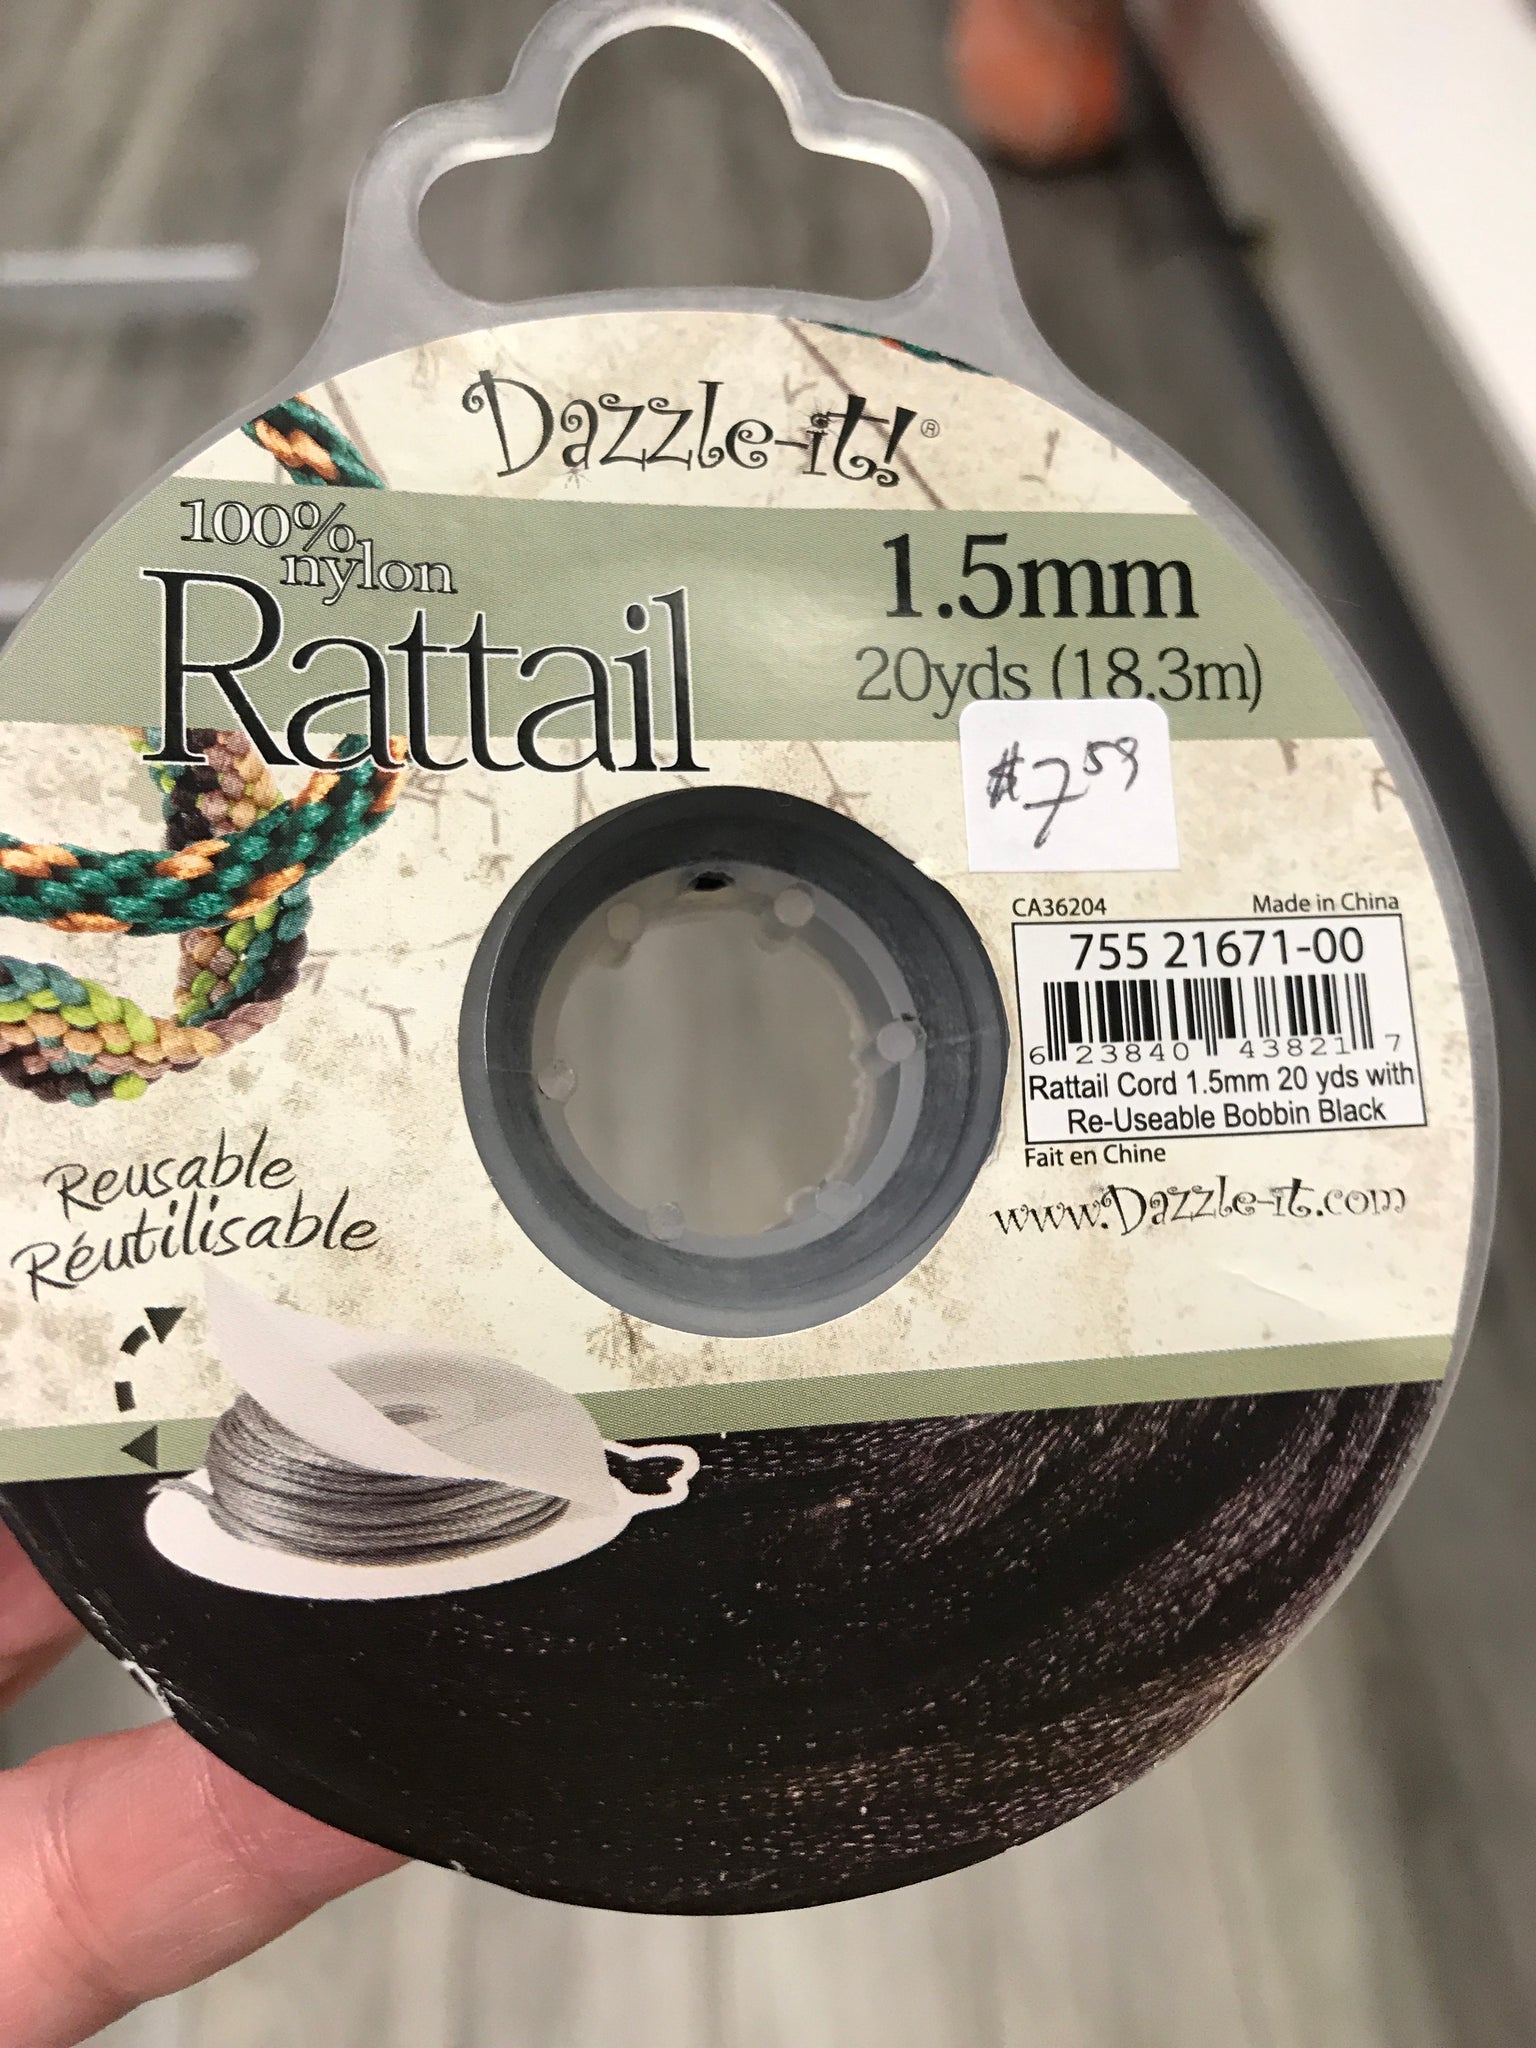 Dazzle-it!®
100%
nylon
Rattail
1.5mm
20yds (18.3m)
$7.59
CA36204 Made in China
755 21671-00
6 23840 43821 7
Rattail Cord 1.5mm 20 yds with
Re-Useable Bobbin Black
Fait en Chine
www.Dazzle-it.com
Reusable
Réutilisable